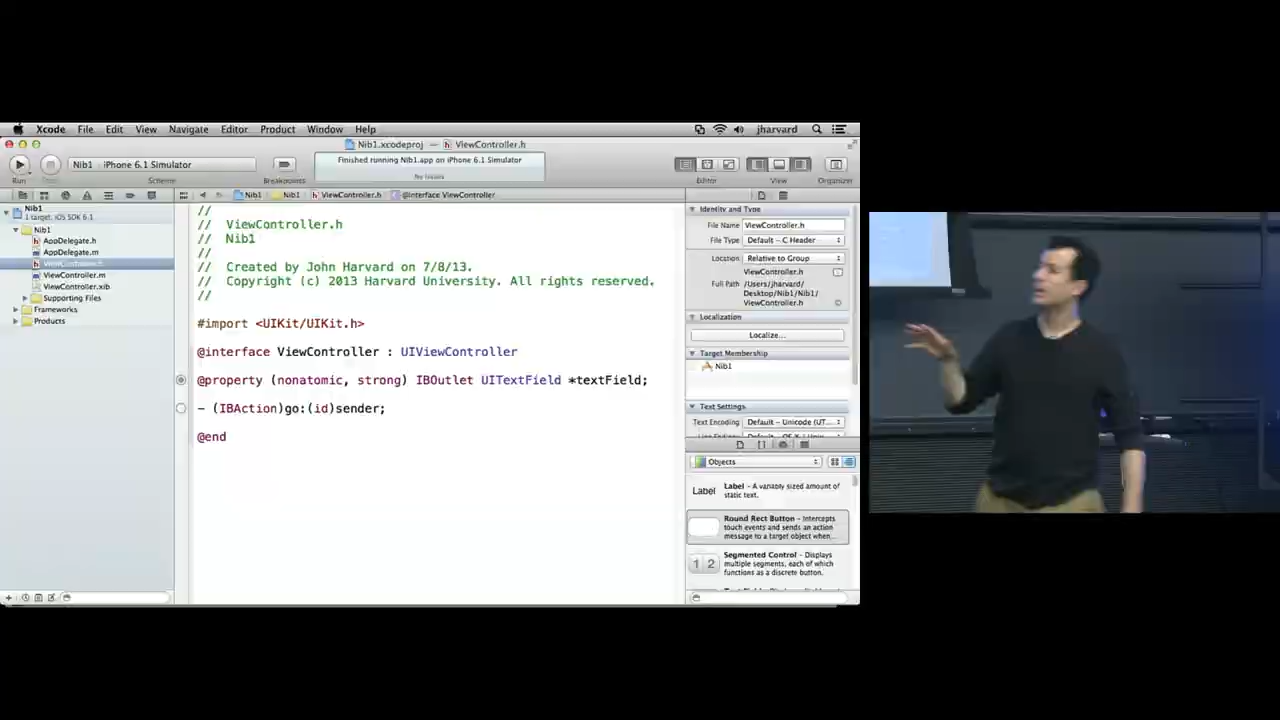 Xcode File Edit View Navigate Editor Product Window Help jharvard
Nib1.xcodeproj — ViewController.h
Nib1 iPhone 6.1 Simulator
Finished running Nib1.app on iPhone 6.1 Simulator
No Issues
Run Scheme Breakpoints Editor View Organizer
Nib1 Nib1 ViewController.h @interface ViewController
Nib1
1 target, iOS SDK 6.1
Nib1
AppDelegate.h
AppDelegate.m
ViewController.h
ViewController.m
ViewController.xib
Supporting Files
Frameworks
Products
//
// ViewController.h
// Nib1
//
// Created by John Harvard on 7/8/13.
// Copyright (c) 2013 Harvard University. All rights reserved.
//
#import <UIKit/UIKit.h>
@interface ViewController : UIViewController
@property (nonatomic, strong) IBOutlet UITextField *textField;
- (IBAction)go:(id)sender;
@end
Identity and Type
File Name ViewController.h
File Type Default - C Header
Location Relative to Group
ViewController.h
Full Path /Users/jharvard/
Desktop/Nib1/Nib1/
ViewController.h
Localization
Localize...
Target Membership
Nib1
Text Settings
Text Encoding Default - Unicode (UT...
Objects
Label Label - A variably sized amount of
static text.
Round Rect Button - Intercepts
touch events and sends an action
message to a target object when...
1 2 Segmented Control - Displays
multiple segments, each of which
functions as a discrete button.